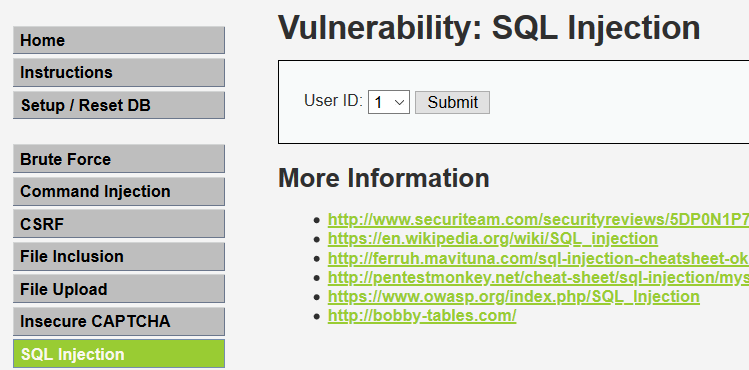 Home
Instructions
Setup / Reset DB
Brute Force
Command Injection
CSRF
File Inclusion
File Upload
Insecure CAPTCHA
SQL Injection
Vulnerability: SQL Injection
User ID: 1 Submit
More Information
http://www.securiteam.com/securityreviews/5DP0N1P7
https://en.wikipedia.org/wiki/SQL_injection
http://ferruh.mavituna.com/sql-injection-cheatsheet-ok
http://pentestmonkey.net/cheat-sheet/sql-injection/mys
https://www.owasp.org/index.php/SQL_Injection
http://bobby-tables.com/